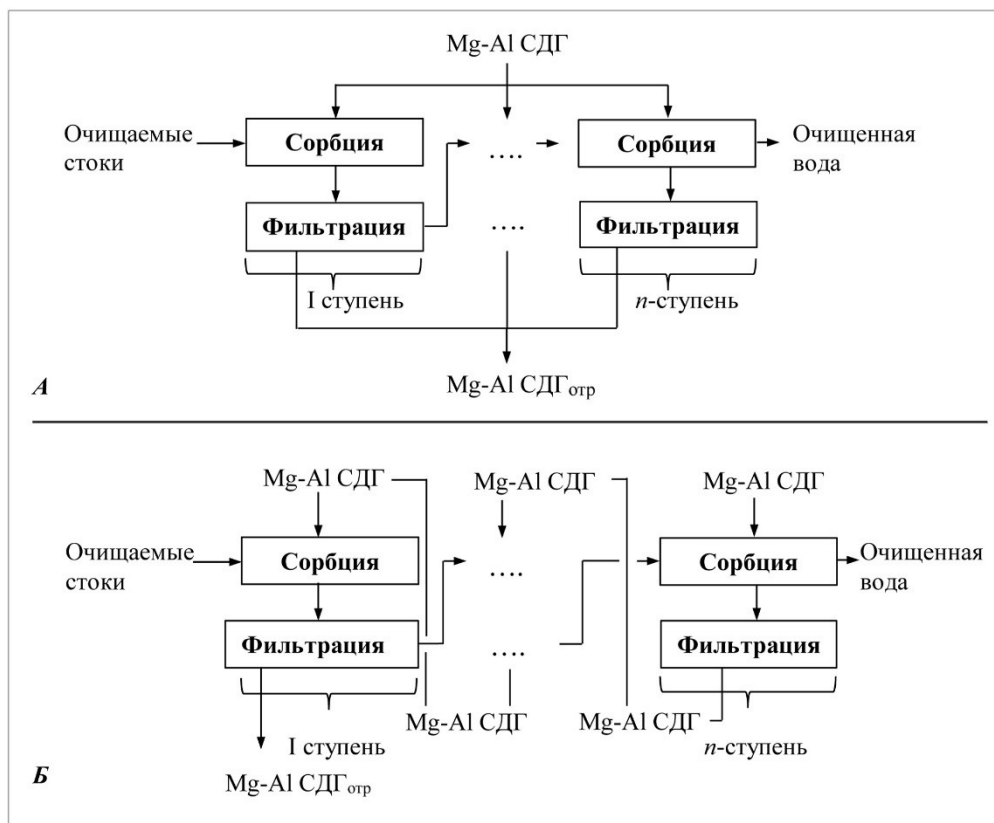 Mg-Al СДГ
Очищаемые
стоки
Сорбция
....
Сорбция
Очищенная
вода
Фильтрация
....
Фильтрация
I ступень
n-ступень
Mg-Al СДГотр
А
Mg-Al СДГ
Mg-Al СДГ
Mg-Al СДГ
Очищаемые
стоки
Сорбция
....
Сорбция
Очищенная
вода
Фильтрация
....
Фильтрация
Mg-Al СДГ
Mg-Al СДГ
I ступень
n-ступень
Mg-Al СДГотр
Б